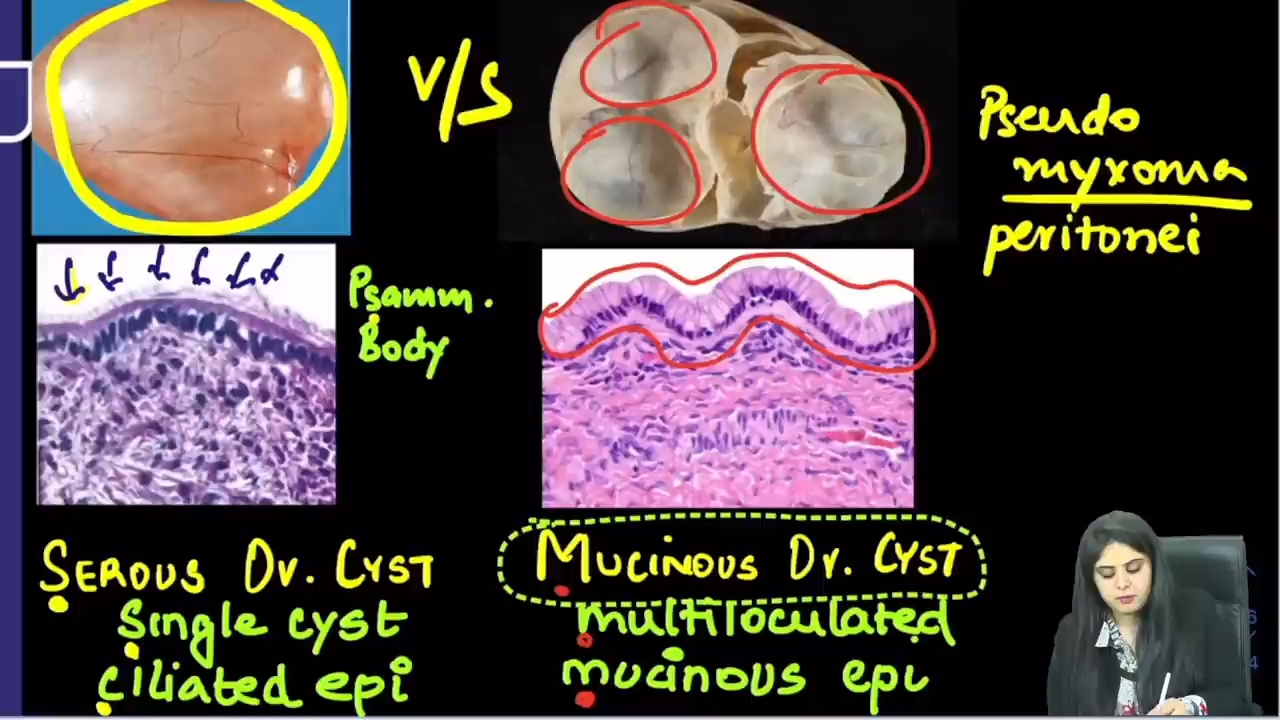 V/S
Pseudo
myxoma
peritonei
Psamm.
Body
SEROUS Ov. CYST
Single cyst
ciliated epi
MUCINOUS Ov. CYST
multiloculated
mucinous epi